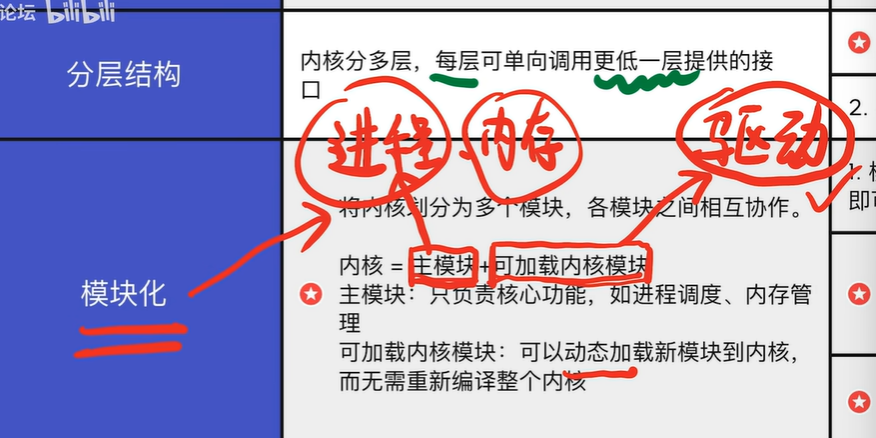 论坛 bilibili
分层结构
内核分多层，每层可单向调用更低一层提供的接
口
2.
进程、内存 驱动
将内核划分为多个模块，各模块之间相互协作。
1.
即可
模块化
内核 = 主模块+可加载内核模块
主模块：只负责核心功能，如进程调度、内存管
理
可加载内核模块：可以动态加载新模块到内核，
而无需重新编译整个内核